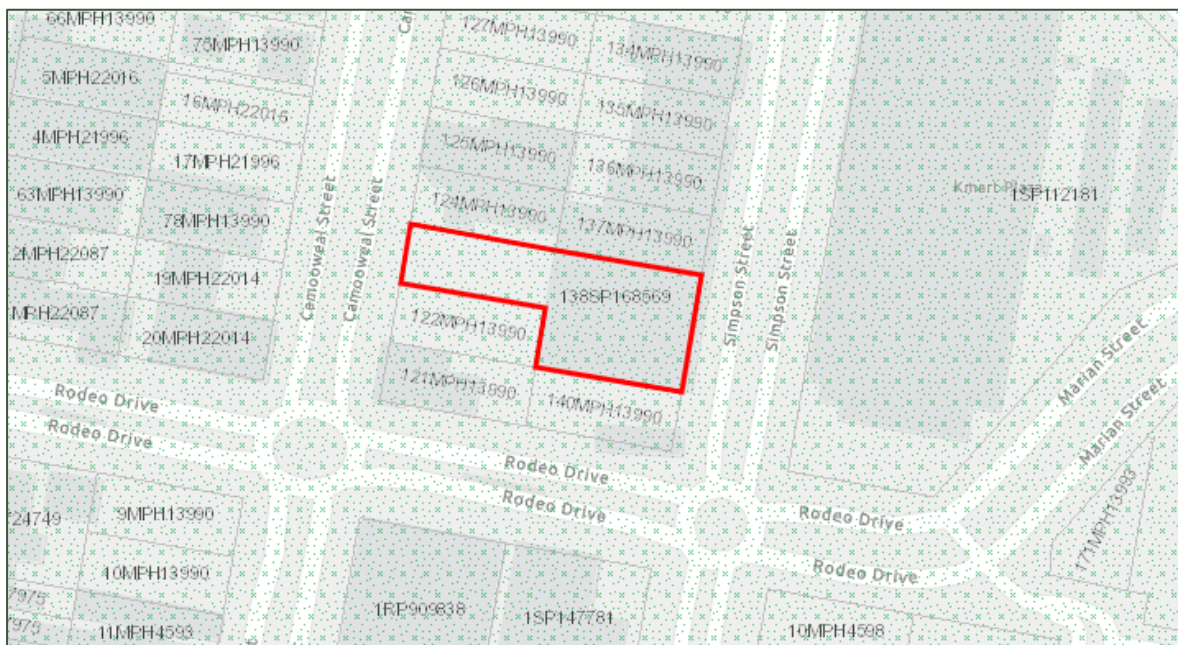 66MPH13990
75MPH13990
127MPH13990
134MPH13990
5MPH22016
16MPH22016
126MPH13990
135MPH13990
4MPH21996
17MPH21996
125MPH13990
136MPH13990
Kmart
1SP112181
63MPH13990
78MPH13990
124MPH13990
137MPH13990
2MPH22087
19MPH22014
Camooweal Street
Camooweal Street
138SP168569
Simpson Street
Simpson Street
MPH22087
20MPH22014
122MPH13990
121MPH13990
140MPH13990
Marian Street
Marian Street
Rodeo Drive
Rodeo Drive
Rodeo Drive
Rodeo Drive
Rodeo Drive
Rodeo Drive
24749
9MPH13990
171MPH13993
10MPH13990
7975
7975
11MPH4593
1RP909838
1SP147781
10MPH4598